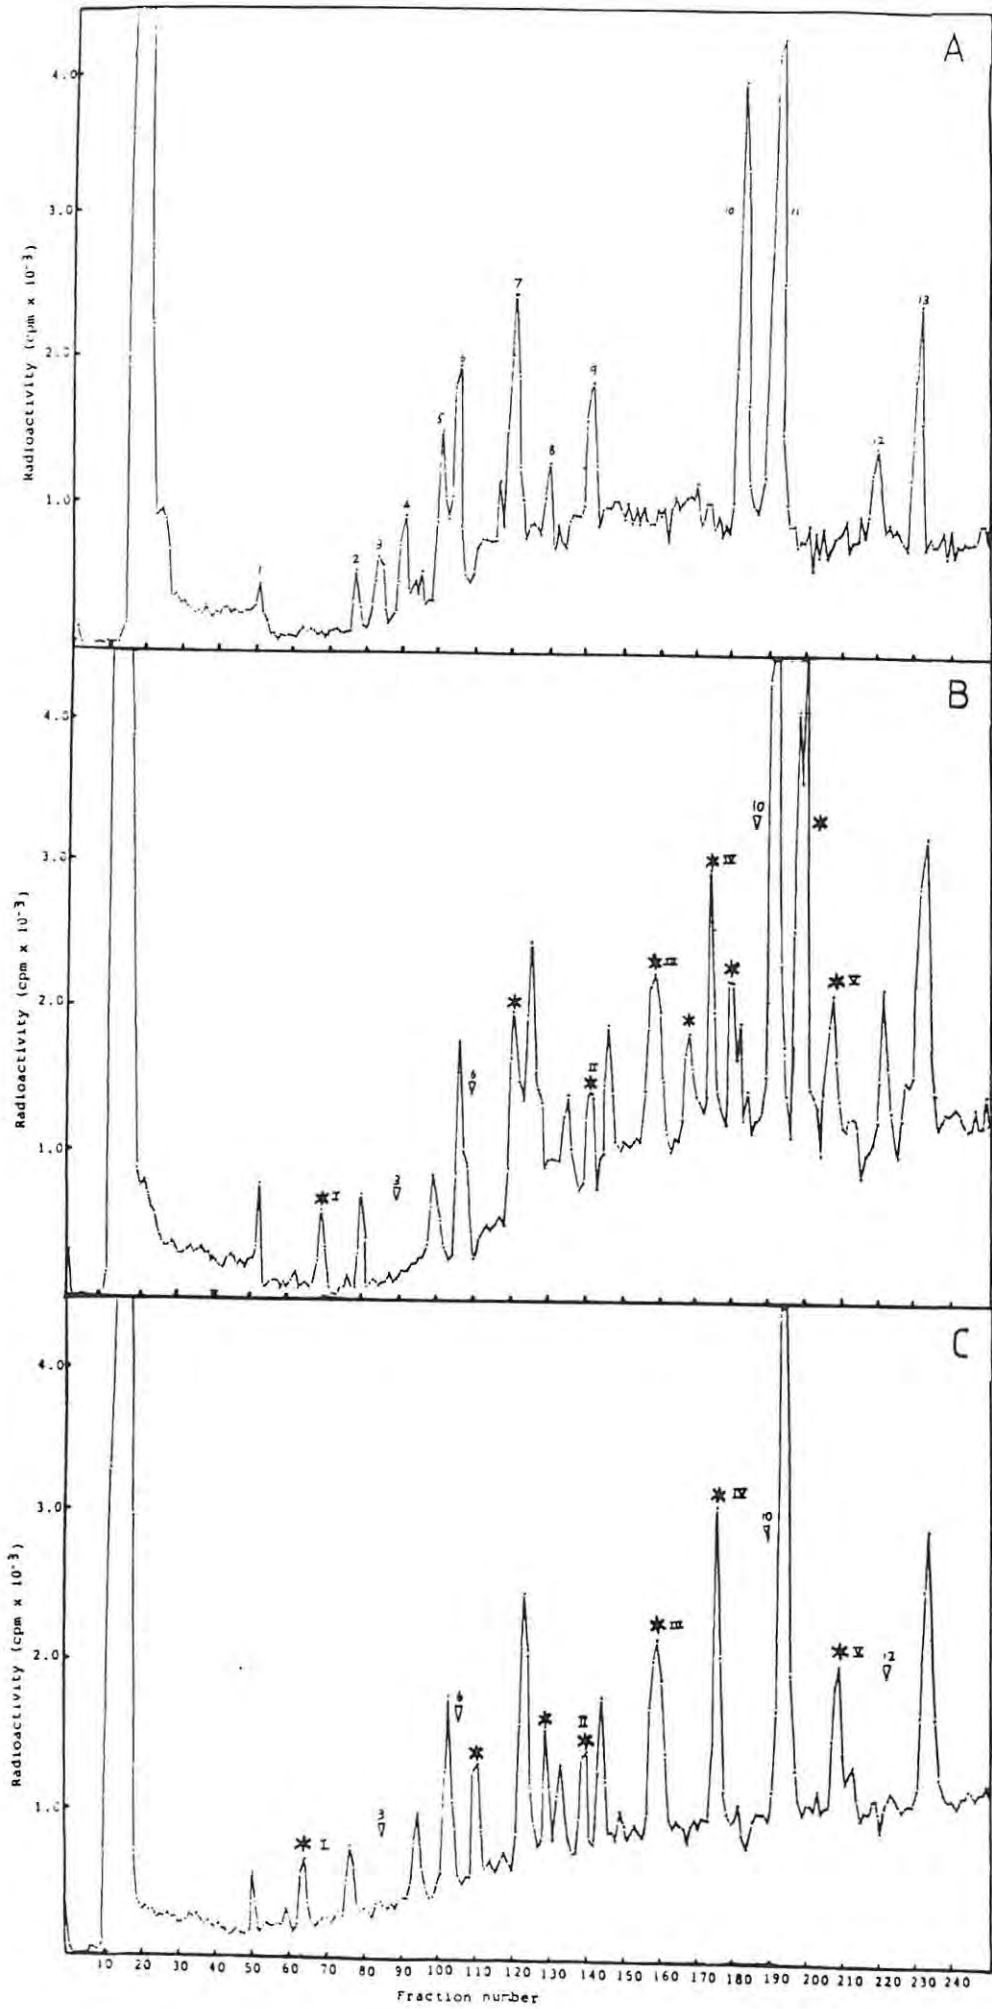 A
4.0
3.0
2.0
1.0
Radioactivity (cpm x 10⁻³)
1
2
3
4
5
6
7
8
9
10
11
12
13
B
4.0
3.0
2.0
1.0
Radioactivity (cpm x 10⁻³)
I
3
6
II
III
IV
10
V
C
4.0
3.0
2.0
1.0
Radioactivity (cpm x 10⁻³)
I
3
6
II
III
IV
10
V
12
10 20 30 40 50 60 70 80 90 100 110 120 130 140 150 160 170 180 190 200 210 220 230 240
Fraction number